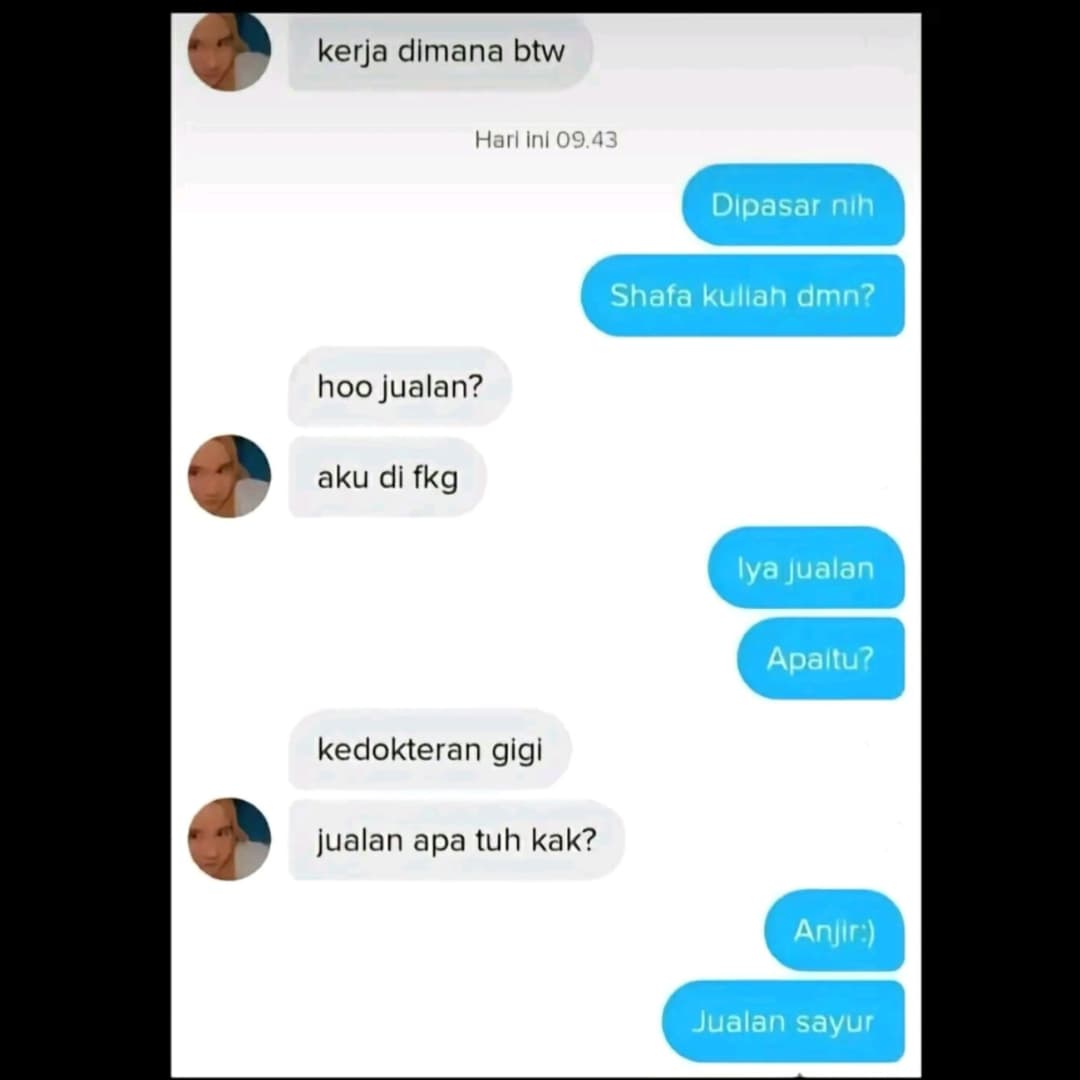 kerja dimana btw
Hari ini 09.43
Dipasar nih
Shafa kuliah dmn?
hoo jualan?
aku di fkg
Iya jualan
Apaitu?
kedokteran gigi
jualan apa tuh kak?
Anjir:)
Jualan sayur